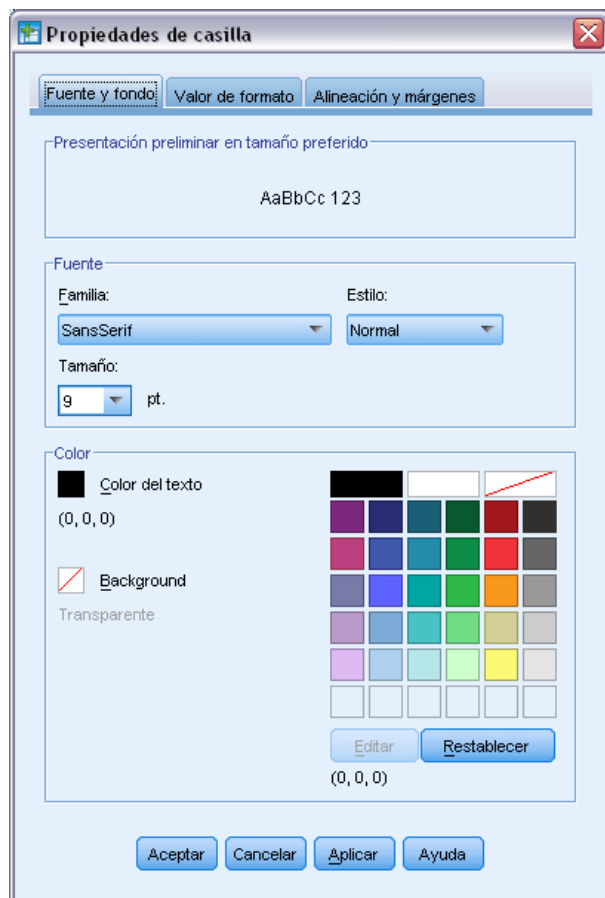 Propiedades de casilla
Fuente y fondo Valor de formato Alineación y márgenes
Presentación preliminar en tamaño preferido
AaBbCc 123
Fuente
Familia: Estilo:
SansSerif Normal
Tamaño:
9 pt.
Color
Color del texto
(0, 0, 0)
Background
Transparente
Editar Restablecer
(0, 0, 0)
Aceptar Cancelar Aplicar Ayuda